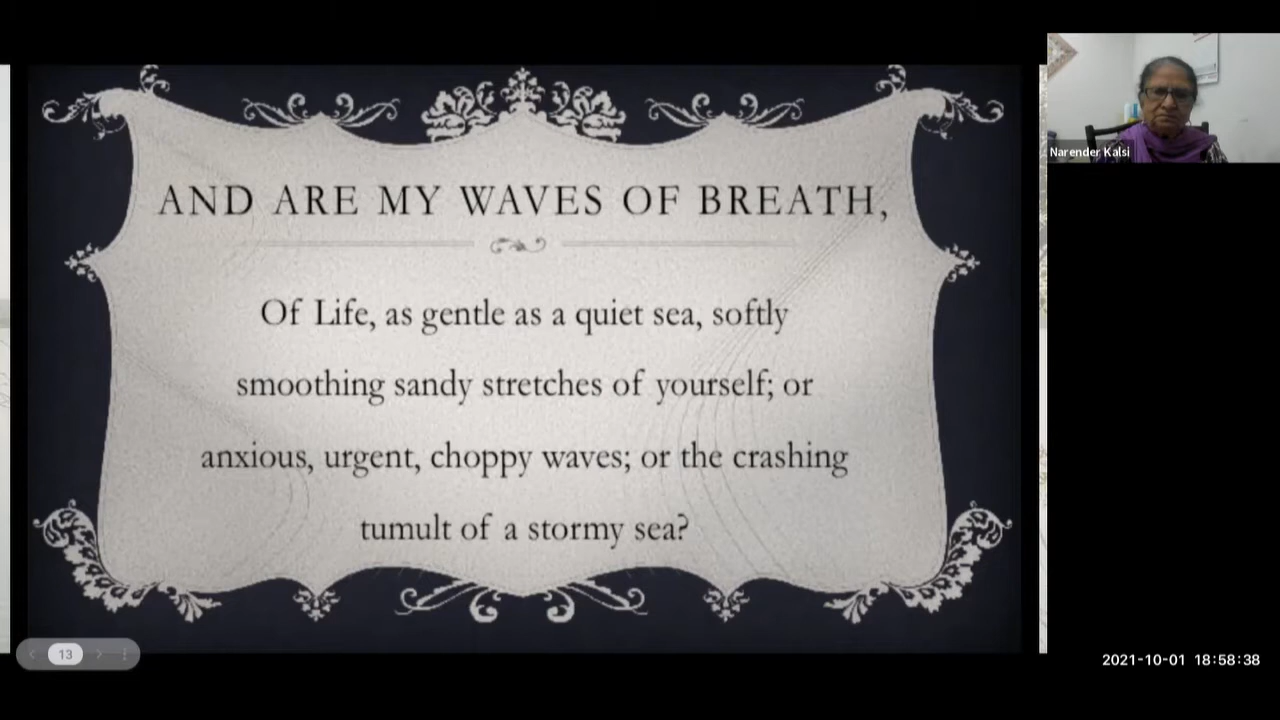 AND ARE MY WAVES OF BREATH,
Of Life, as gentle as a quiet sea, softly
smoothing sandy stretches of yourself; or
anxious, urgent, choppy waves; or the crashing
tumult of a stormy sea?
Narender Kalsi
13
2021-10-01 18:58:38